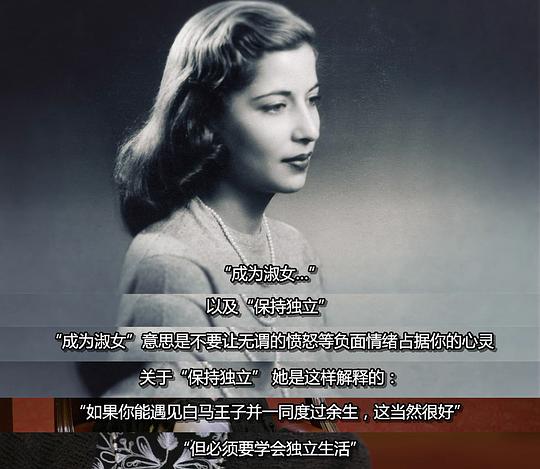 “成为淑女...”
以及“保持独立”
“成为淑女”意思是不要让无谓的愤怒等负面情绪占据你的心灵
关于“保持独立” 她是这样解释的：
“如果你能遇见白马王子并一同度过余生，这当然很好”
“但必须要学会独立生活”